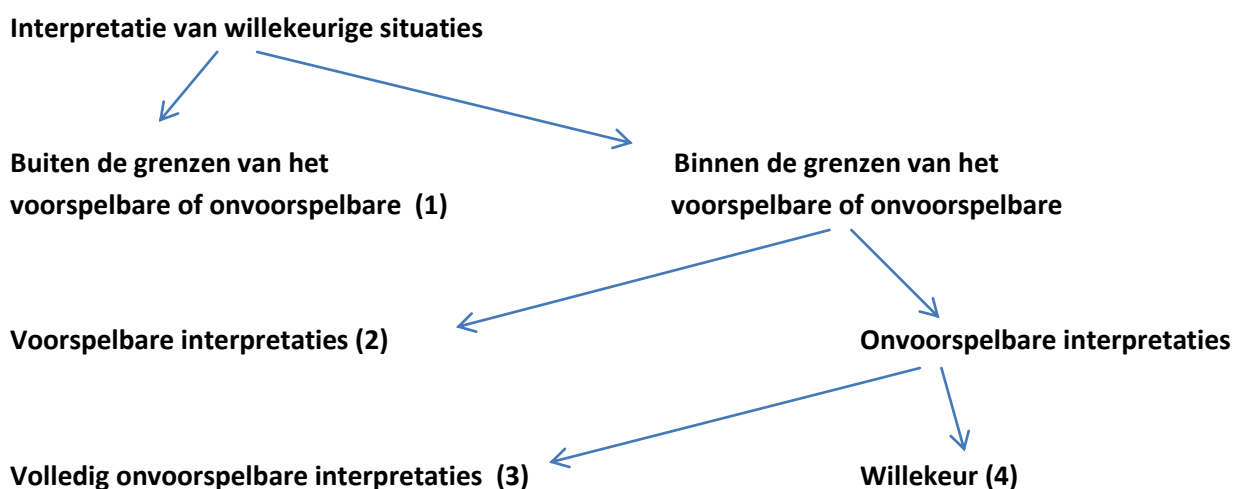 Interpretatie van willekeurige situaties
Buiten de grenzen van het
voorspelbare of onvoorspelbare (1)
Binnen de grenzen van het
voorspelbare of onvoorspelbare
Voorspelbare interpretaties (2)
Onvoorspelbare interpretaties
Volledig onvoorspelbare interpretaties (3)
Willekeur (4)